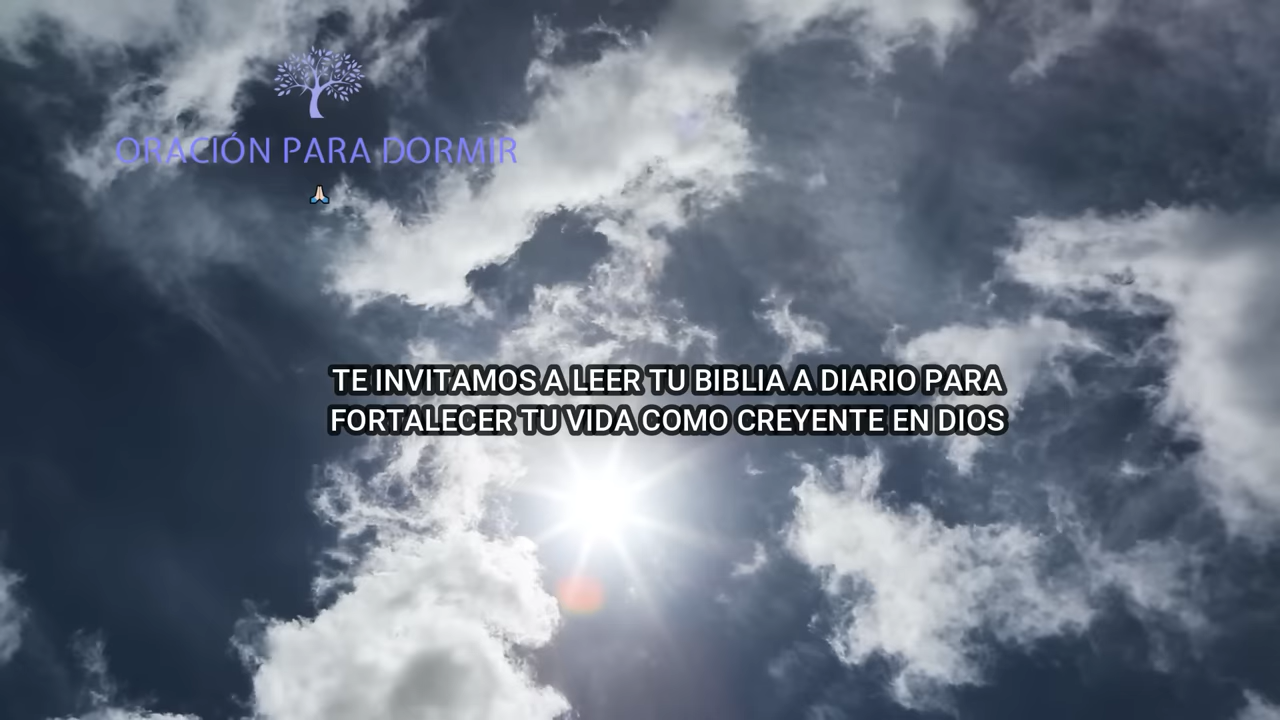 ORACIÓN PARA DORMIR
TE INVITAMOS A LEER TU BIBLIA A DIARIO PARA
FORTALECER TU VIDA COMO CREYENTE EN DIOS